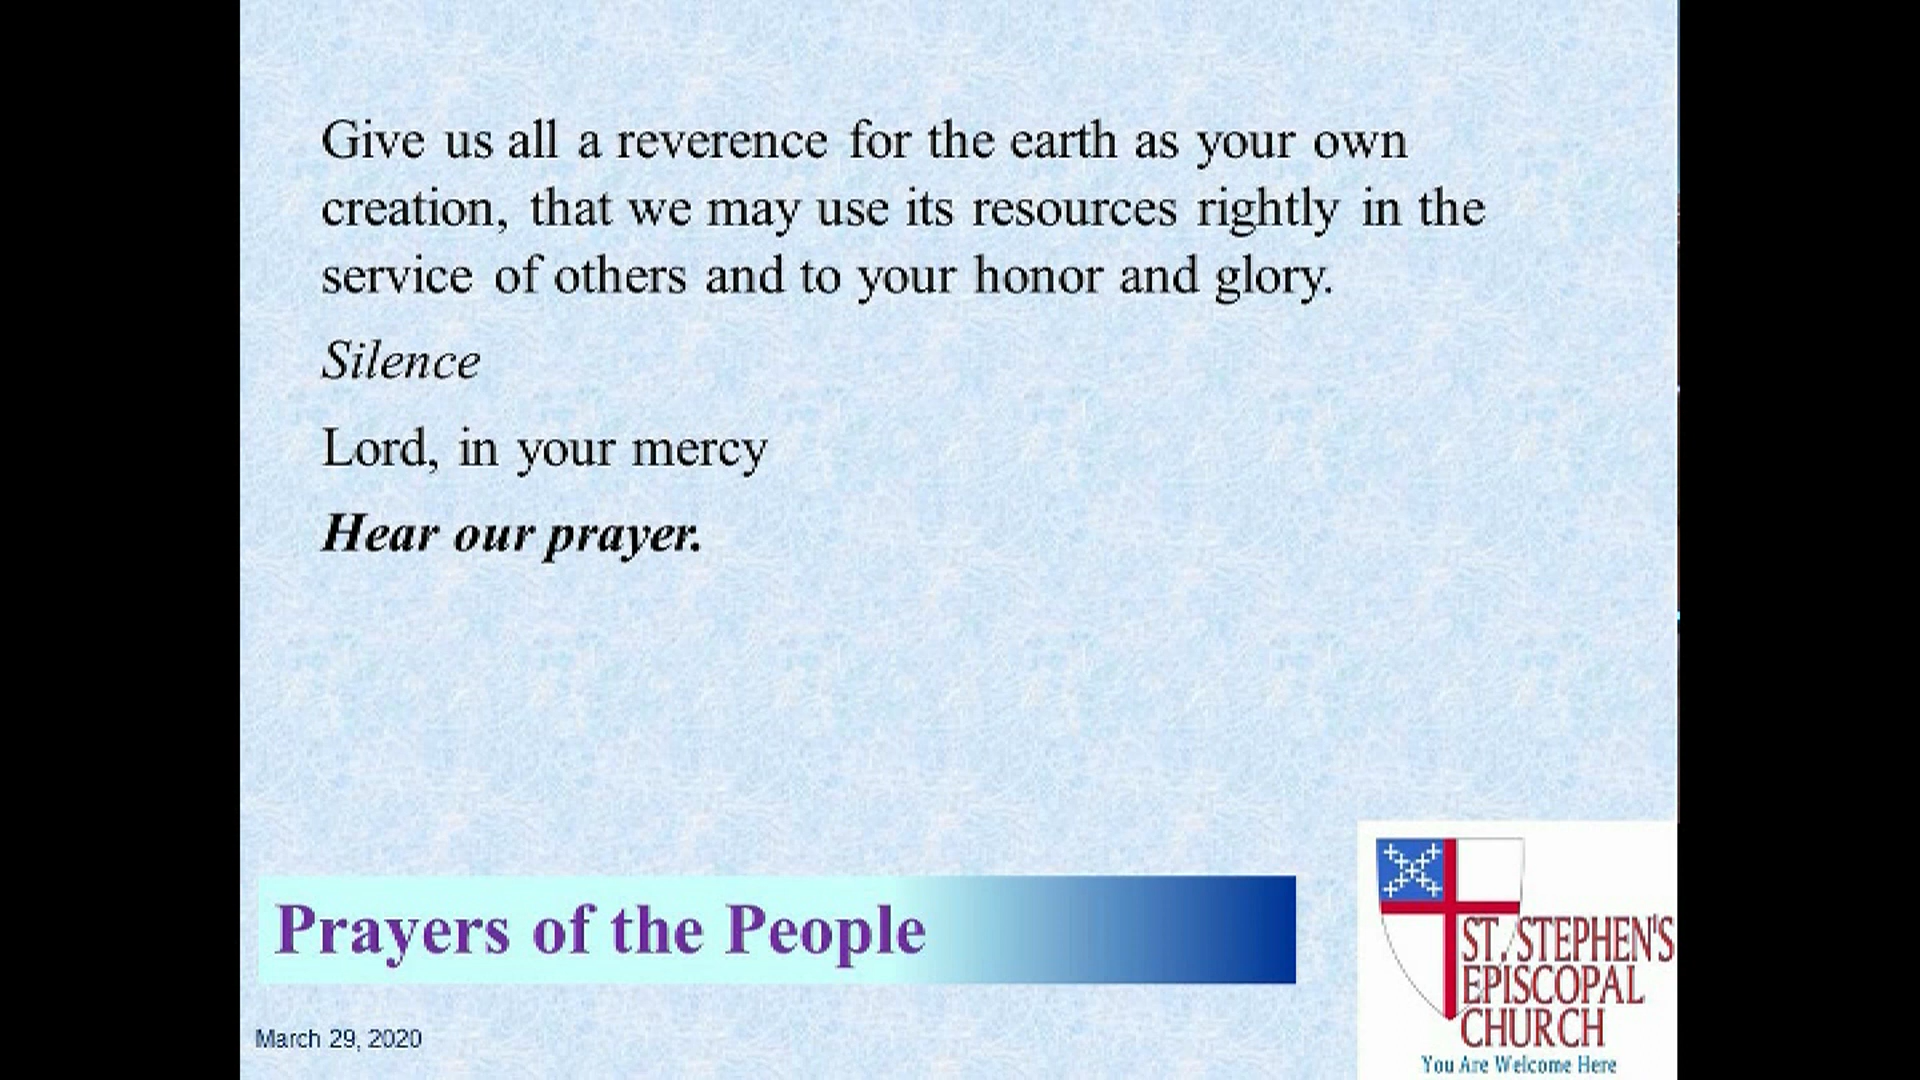 Give us all a reverence for the earth as your own
creation, that we may use its resources rightly in the
service of others and to your honor and glory.
Silence
Lord, in your mercy
Hear our prayer.
Prayers of the People
March 29, 2020
ST. STEPHEN'S
EPISCOPAL
CHURCH
You Are Welcome Here